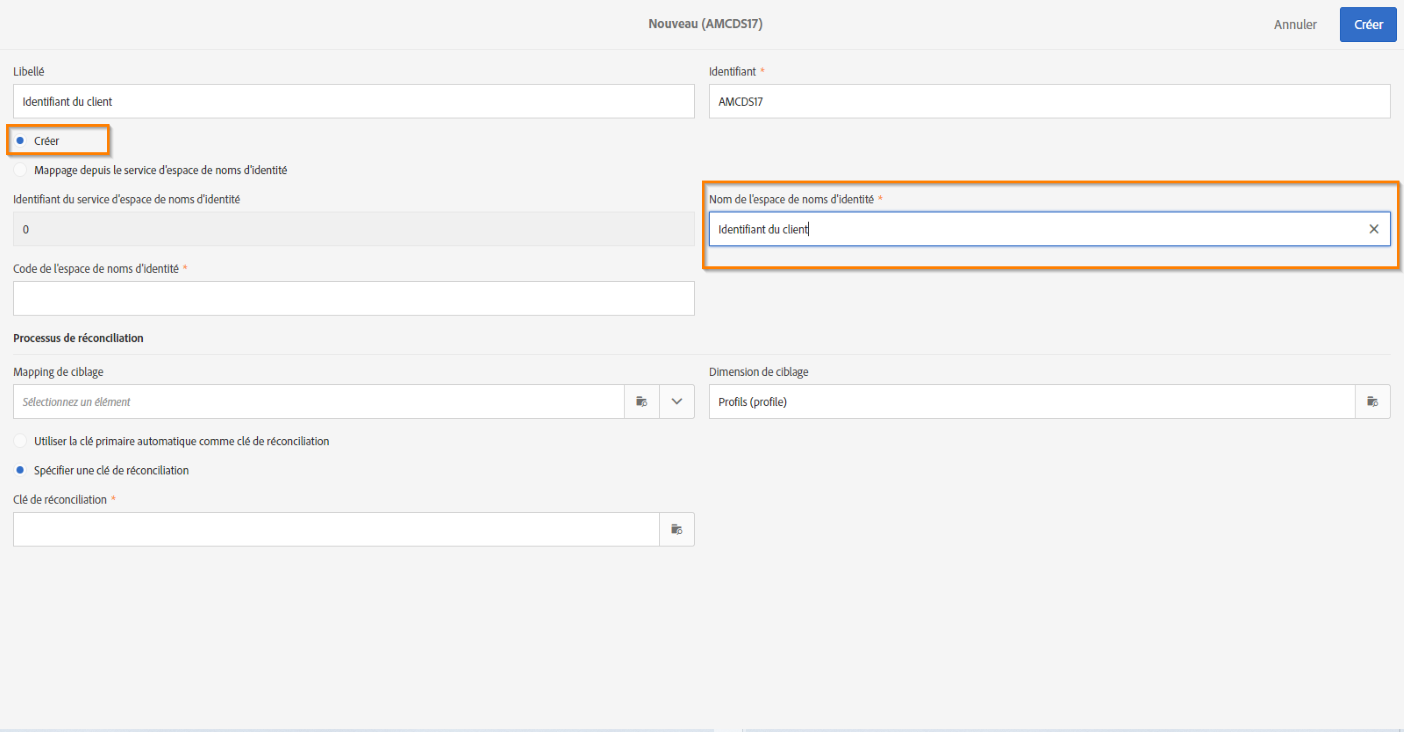 Nouveau (AMCDS17)
Annuler
Créer
Libellé
Identifiant *
Identifiant du client
AMCDS17
Créer
Mappage depuis le service d'espace de noms d'identité
Identifiant du service d'espace de noms d'identité
Nom de l'espace de noms d'identité *
0
Identifiant du client
Code de l'espace de noms d'identité *
Processus de réconciliation
Mapping de ciblage
Dimension de ciblage
Sélectionnez un élément
Profils (profile)
Utiliser la clé primaire automatique comme clé de réconciliation
Spécifier une clé de réconciliation
Clé de réconciliation *